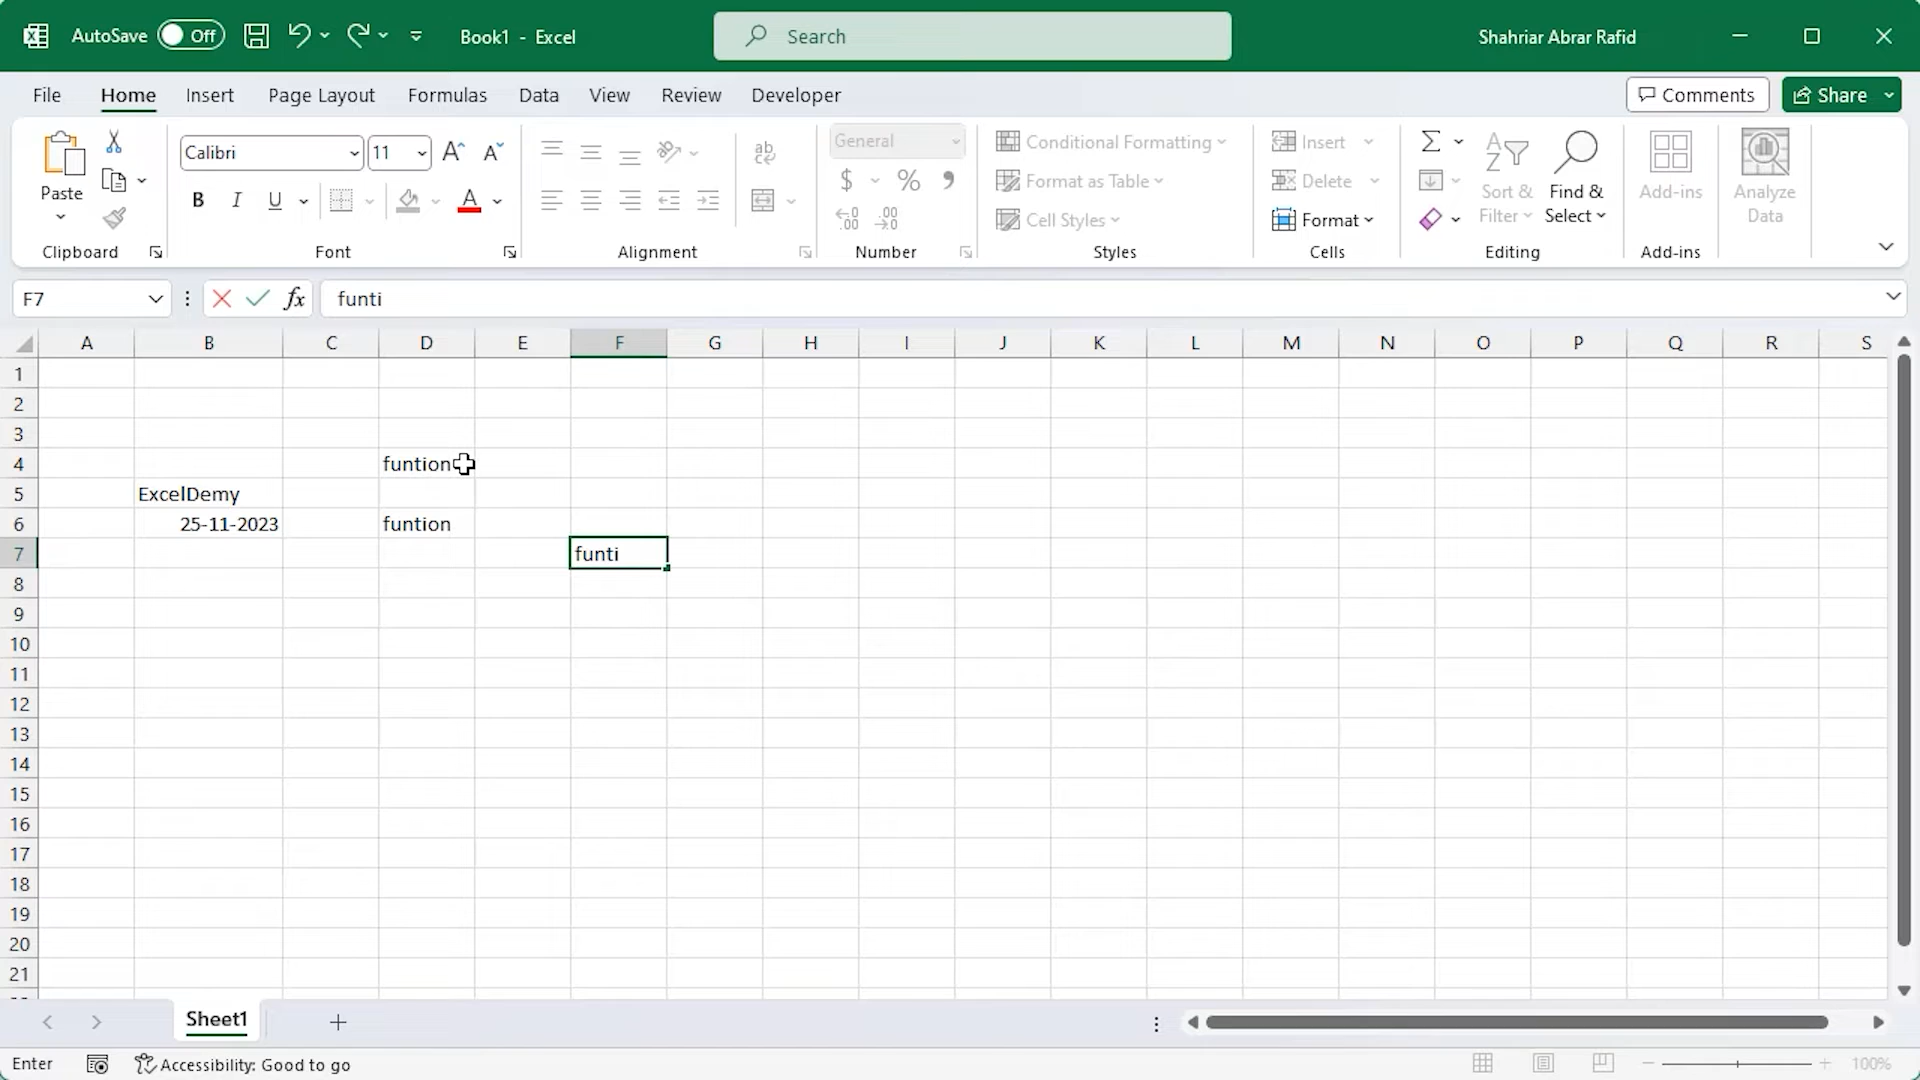 AutoSave Off Book1 - Excel Search Shahriar Abrar Rafid
File Home Insert Page Layout Formulas Data View Review Developer Comments Share
Paste
Clipboard
Calibri 11
B I U A
Font
ab
Alignment
General
$ % ,
Number
Conditional Formatting
Format as Table
Cell Styles
Styles
Insert
Delete
Format
Cells
Sort & Filter
Find & Select
Editing
Add-ins
Add-ins
Analyze Data
F7 fx funti
A B C D E F G H I J K L M N O P Q R S
1
2
3
4 funtion
5 ExcelDemy
6 25-11-2023 funtion
7 funti
8
9
10
11
12
13
14
15
16
17
18
19
20
21
Sheet1
Enter Accessibility: Good to go 100%